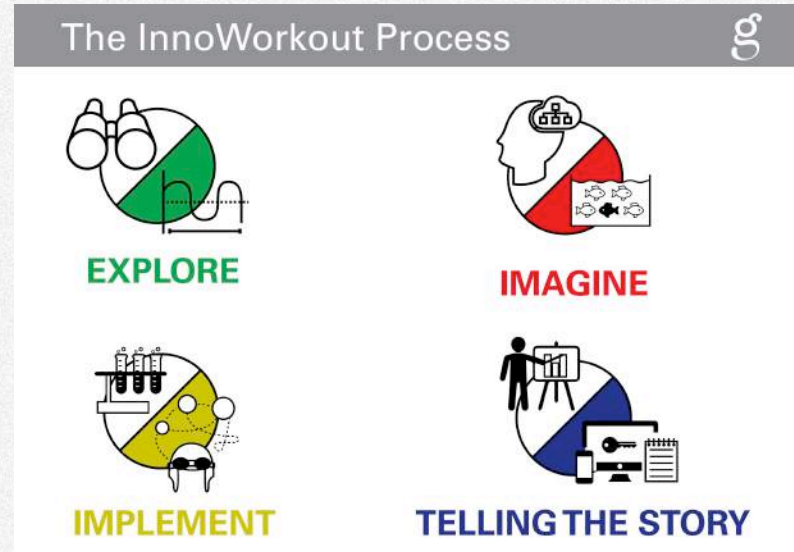 The InnoWorkout Process
g
EXPLORE
IMAGINE
IMPLEMENT
TELLING THE STORY